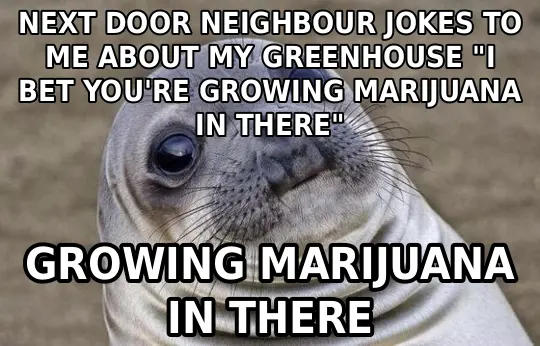 NEXT DOOR NEIGHBOUR JOKES TO
ME ABOUT MY GREENHOUSE "I
BET YOU'RE GROWING MARIJUANA
IN THERE"
GROWING MARIJUANA
IN THERE